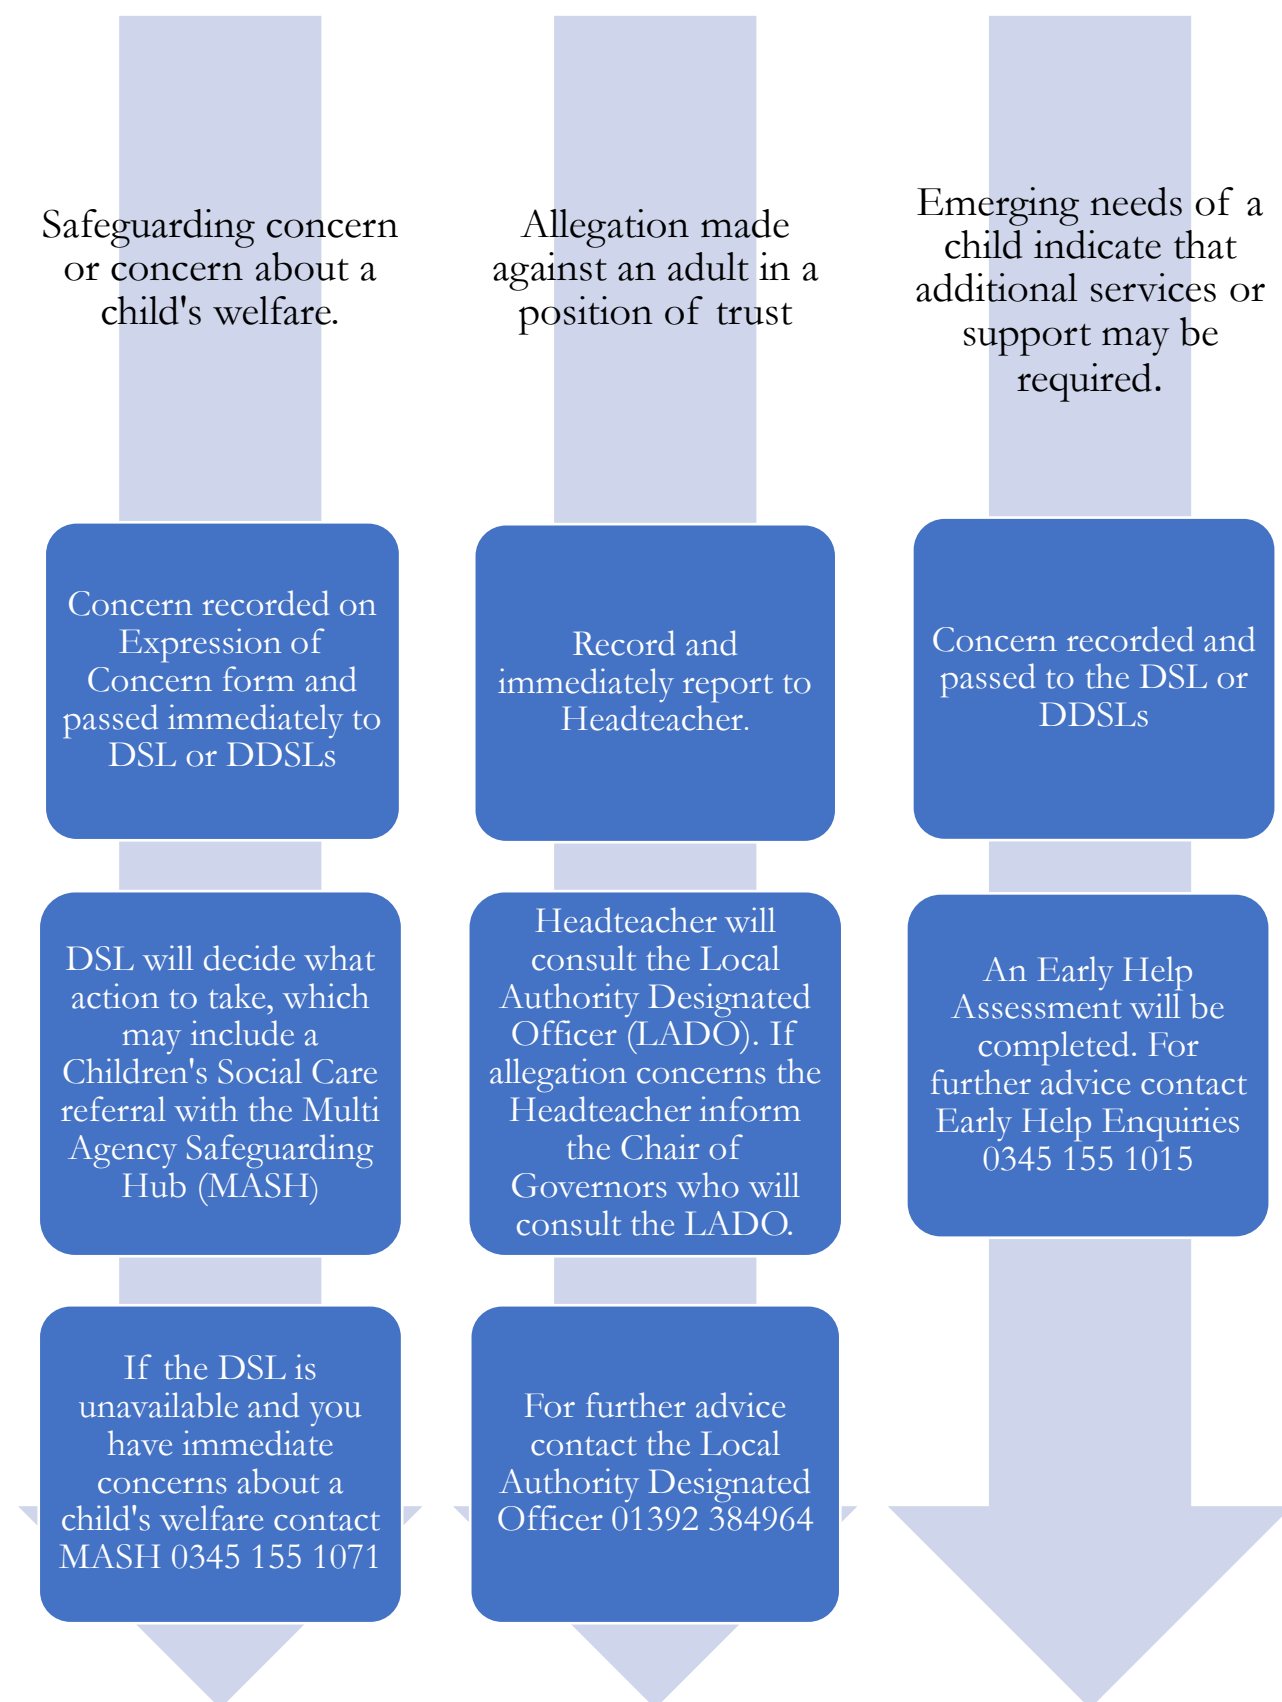 Safeguarding concern
or concern about a
child's welfare.
Concern recorded on
Expression of
Concern form and
passed immediately to
DSL or DDSLs
DSL will decide what
action to take, which
may include a
Children's Social Care
referral with the Multi
Agency Safeguarding
Hub (MASH)
If the DSL is
unavailable and you
have immediate
concerns about a
child's welfare contact
MASH 0345 155 1071
Allegation made
against an adult in a
position of trust
Record and
immediately report to
Headteacher.
Headteacher will
consult the Local
Authority Designated
Officer (LADO). If
allegation concerns the
Headteacher inform
the Chair of
Governors who will
consult the LADO.
For further advice
contact the Local
Authority Designated
Officer 01392 384964
Emerging needs of a
child indicate that
additional services or
support may be
required.
Concern recorded and
passed to the DSL or
DDSLs
An Early Help
Assessment will be
completed. For
further advice contact
Early Help Enquiries
0345 155 1015